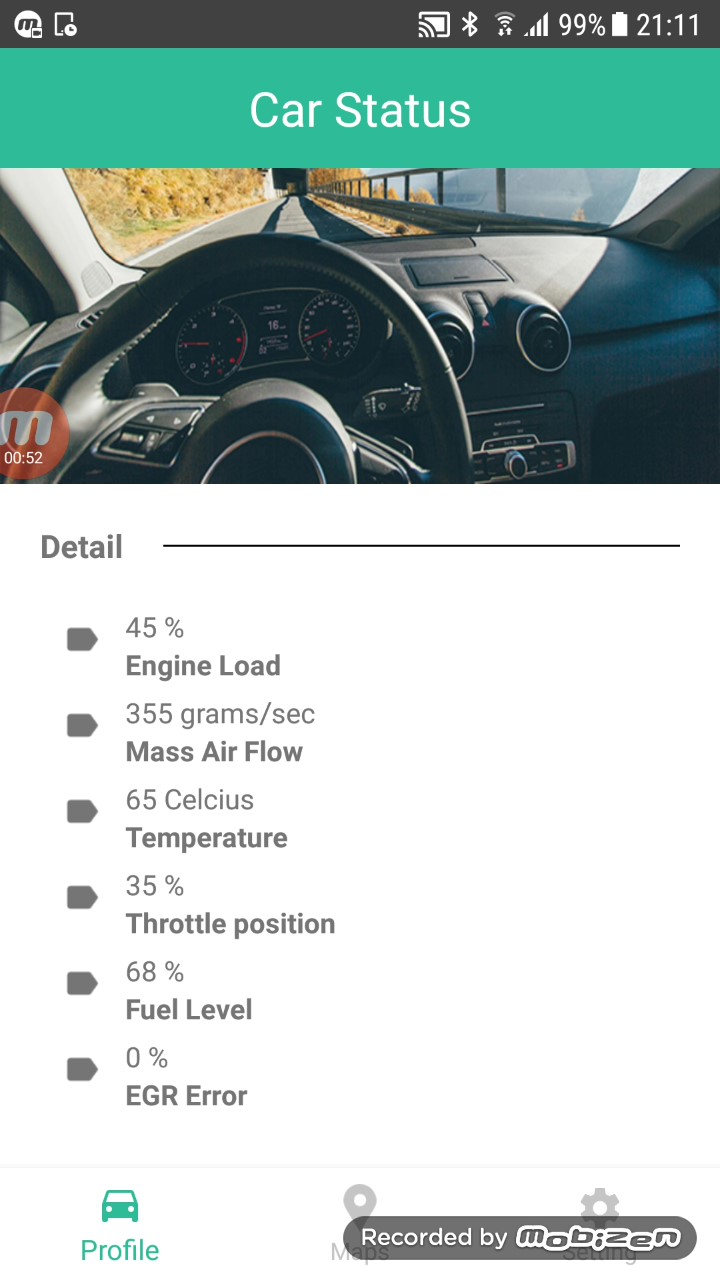 99% 21:11
Car Status
16
m
00:52
Detail
45 %
Engine Load
355 grams/sec
Mass Air Flow
65 Celcius
Temperature
35 %
Throttle position
68 %
Fuel Level
0 %
EGR Error
Profile
Maps
Setting
Recorded by mobizen